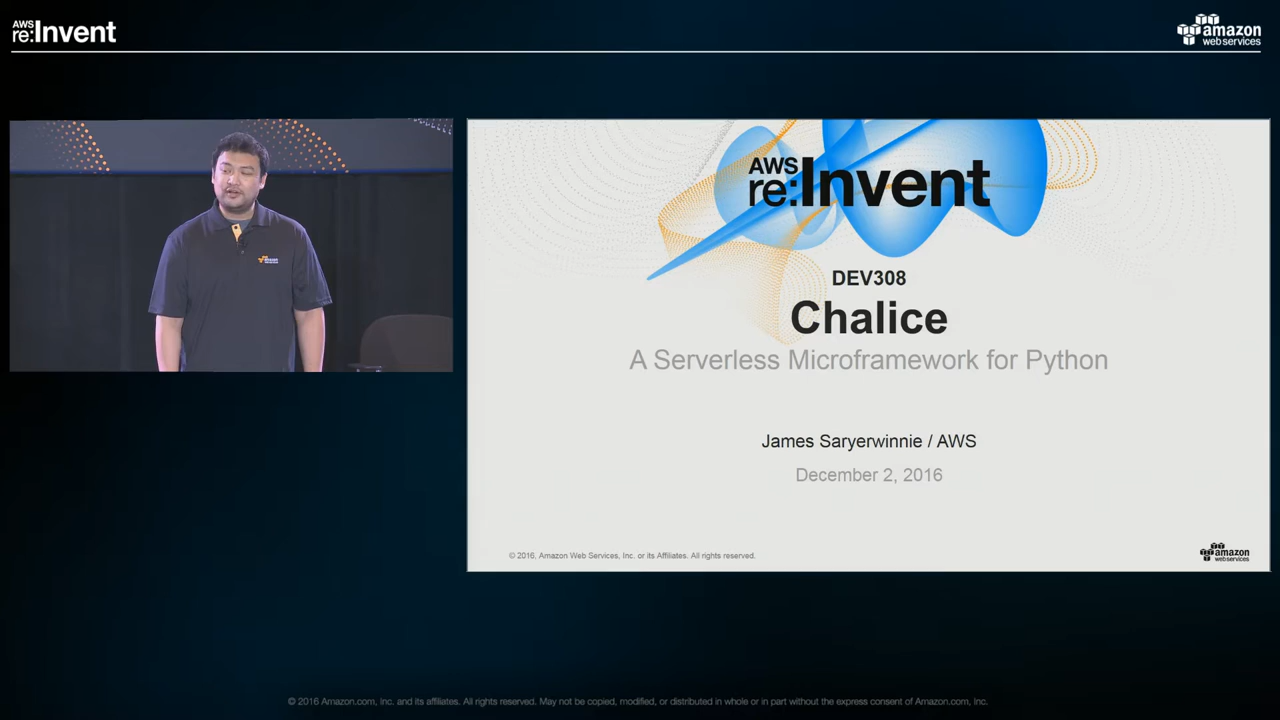 AWS
re:Invent
amazon
web services
AWS
re:Invent
DEV308
Chalice
A Serverless Microframework for Python
James Saryerwinnie / AWS
December 2, 2016
© 2016, Amazon Web Services, Inc. or its Affiliates. All rights reserved.
amazon
web services
© 2016 Amazon.com, Inc. and its affiliates. All rights reserved. May not be copied, modified, or distributed in whole or in part without the express consent of Amazon.com, Inc.